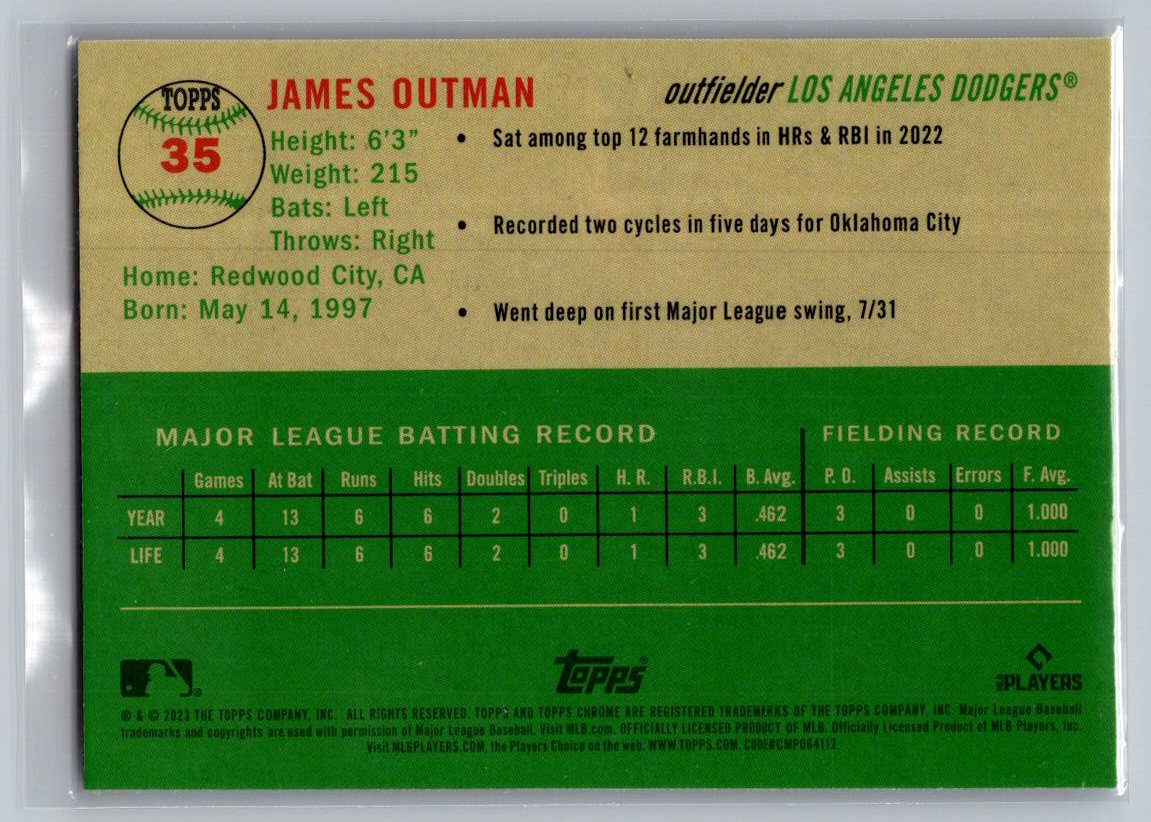 TOPPS
35
JAMES OUTMAN
outfielder LOS ANGELES DODGERS®
Height: 6'3"
Weight: 215
Bats: Left
Throws: Right
Home: Redwood City, CA
Born: May 14, 1997
• Sat among top 12 farmhands in HRs & RBI in 2022
• Recorded two cycles in five days for Oklahoma City
• Went deep on first Major League swing, 7/31
MAJOR LEAGUE BATTING RECORD FIELDING RECORD
Games At Bat Runs Hits Doubles Triples H. R. R.B.I. B. Avg. P. O. Assists Errors F. Avg.
YEAR 4 13 6 6 2 0 1 3 .462 3 0 0 1.000
LIFE 4 13 6 6 2 0 1 3 .462 3 0 0 1.000
Topps®
MLB PLAYERS
® & © 2023 THE TOPPS COMPANY, INC. ALL RIGHTS RESERVED. TOPPS AND TOPPS CHROME ARE REGISTERED TRADEMARKS OF THE TOPPS COMPANY, INC. Major League Baseball
trademarks and copyrights are used with permission of Major League Baseball. Visit MLB.com. OFFICIALLY LICENSED PRODUCT OF MLB. Officially Licensed Product of MLB Players, Inc.
Visit MLBPLAYERS.COM, the Players Choice on the web. WWW.TOPPS.COM. CODE#CMP064112